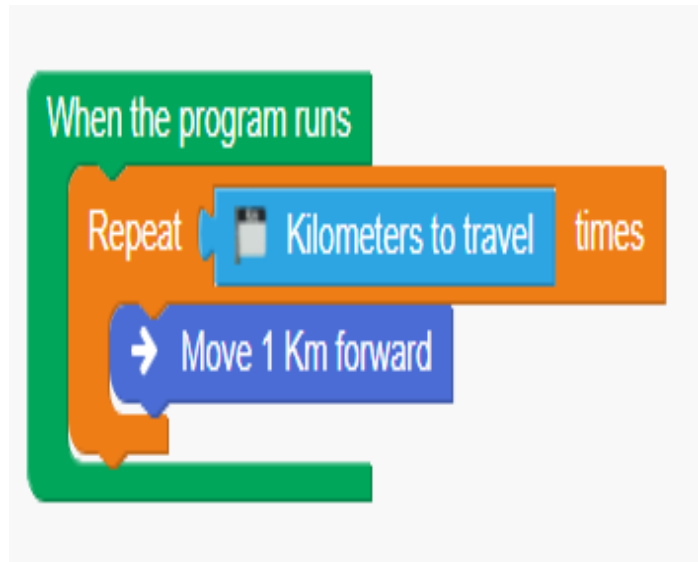 When the program runs
Repeat Kilometers to travel times
Move 1 Km forward